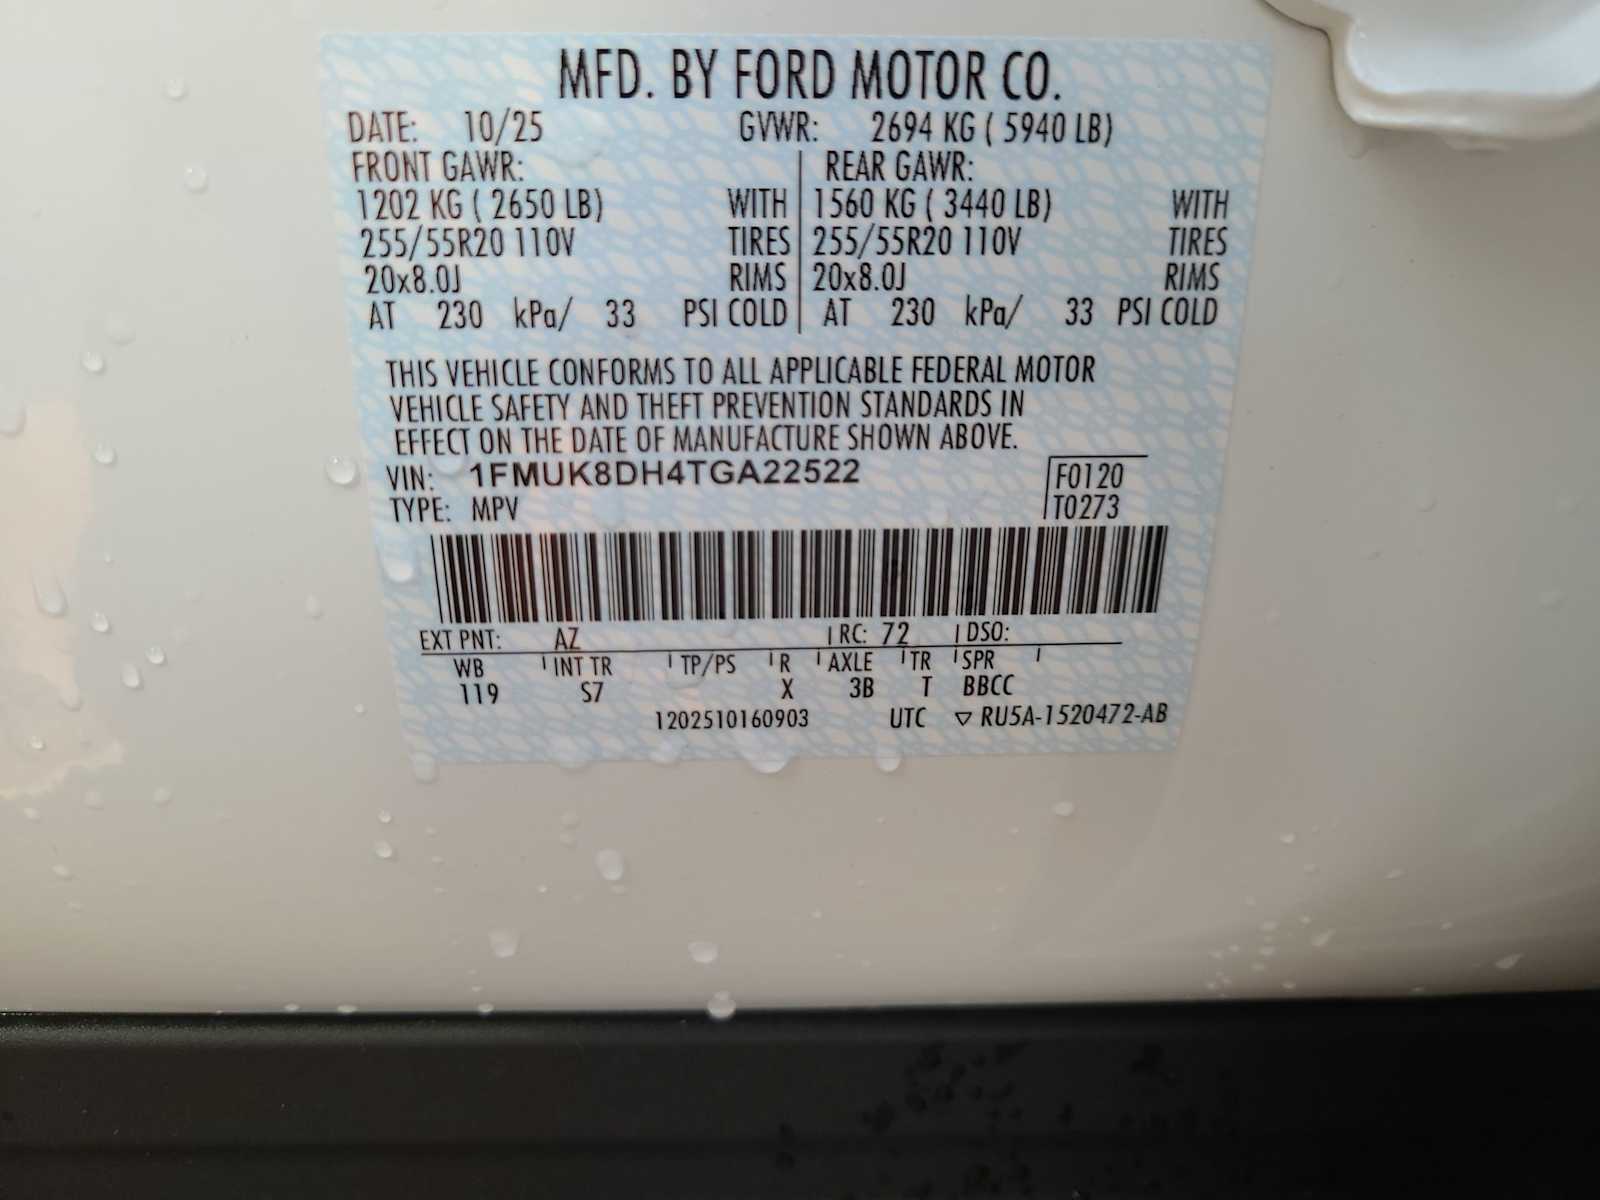 MFD. BY FORD MOTOR CO.
DATE: 10/25 GVWR: 2694 KG ( 5940 LB)
FRONT GAWR: REAR GAWR:
1202 KG ( 2650 LB) WITH 1560 KG ( 3440 LB) WITH
255/55R20 110V TIRES 255/55R20 110V TIRES
20x8.0J RIMS 20x8.0J RIMS
AT 230 kPa/ 33 PSI COLD AT 230 kPa/ 33 PSI COLD
THIS VEHICLE CONFORMS TO ALL APPLICABLE FEDERAL MOTOR
VEHICLE SAFETY AND THEFT PREVENTION STANDARDS IN
EFFECT ON THE DATE OF MANUFACTURE SHOWN ABOVE.
VIN: 1FMUK8DH4TGA22522 F0120
TYPE: MPV T0273
EXT PNT: AZ RC: 72 DSO:
WB INT TR TP/PS R AXLE TR SPR
119 S7 X 3B T BBCC
1202510160903 UTC ▽ RU5A-1520472-AB